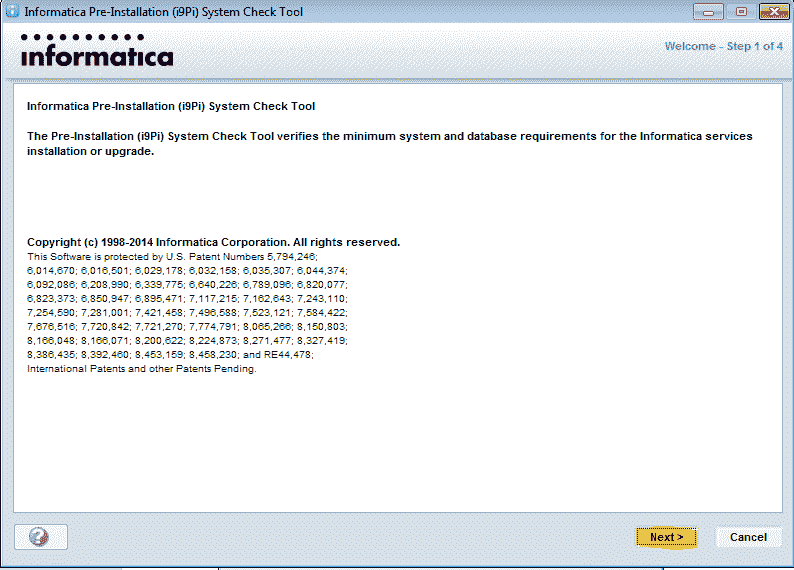 Informatica Pre-Installation (i9Pi) System Check Tool
informatica
Welcome - Step 1 of 4
Informatica Pre-Installation (i9Pi) System Check Tool
The Pre-Installation (i9Pi) System Check Tool verifies the minimum system and database requirements for the Informatica services
installation or upgrade.
Copyright (c) 1998-2014 Informatica Corporation. All rights reserved.
This Software is protected by U.S. Patent Numbers 5,794,246;
6,014,670; 6,016,501; 6,029,178; 6,032,158; 6,035,307; 6,044,374;
6,092,086; 6,208,990; 6,339,775; 6,640,226; 6,789,096; 6,820,077;
6,823,373; 6,850,947; 6,895,471; 7,117,215; 7,162,643; 7,243,110;
7,254,590; 7,281,001; 7,421,458; 7,496,588; 7,523,121; 7,584,422;
7,676,516; 7,720,842; 7,721,270; 7,774,791; 8,065,266; 8,150,803;
8,166,048; 8,166,071; 8,200,622; 8,224,873; 8,271,477; 8,327,419;
8,386,435; 8,392,460; 8,453,159; 8,458,230; and RE44,478;
International Patents and other Patents Pending.
Next >
Cancel